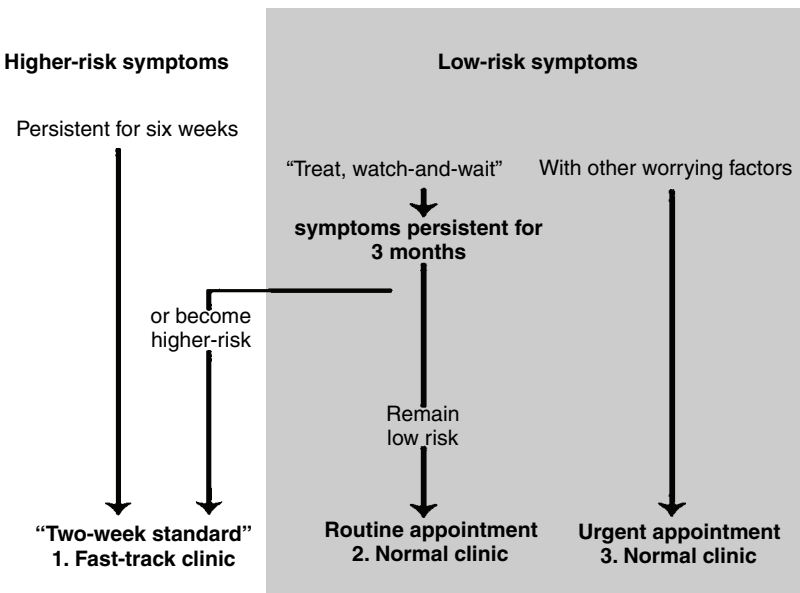 Higher-risk symptoms
Low-risk symptoms
Persistent for six weeks
“Treat, watch-and-wait”
With other worrying factors
symptoms persistent for
3 months
or become
higher-risk
Remain
low risk
“Two-week standard”
1. Fast-track clinic
Routine appointment
2. Normal clinic
Urgent appointment
3. Normal clinic